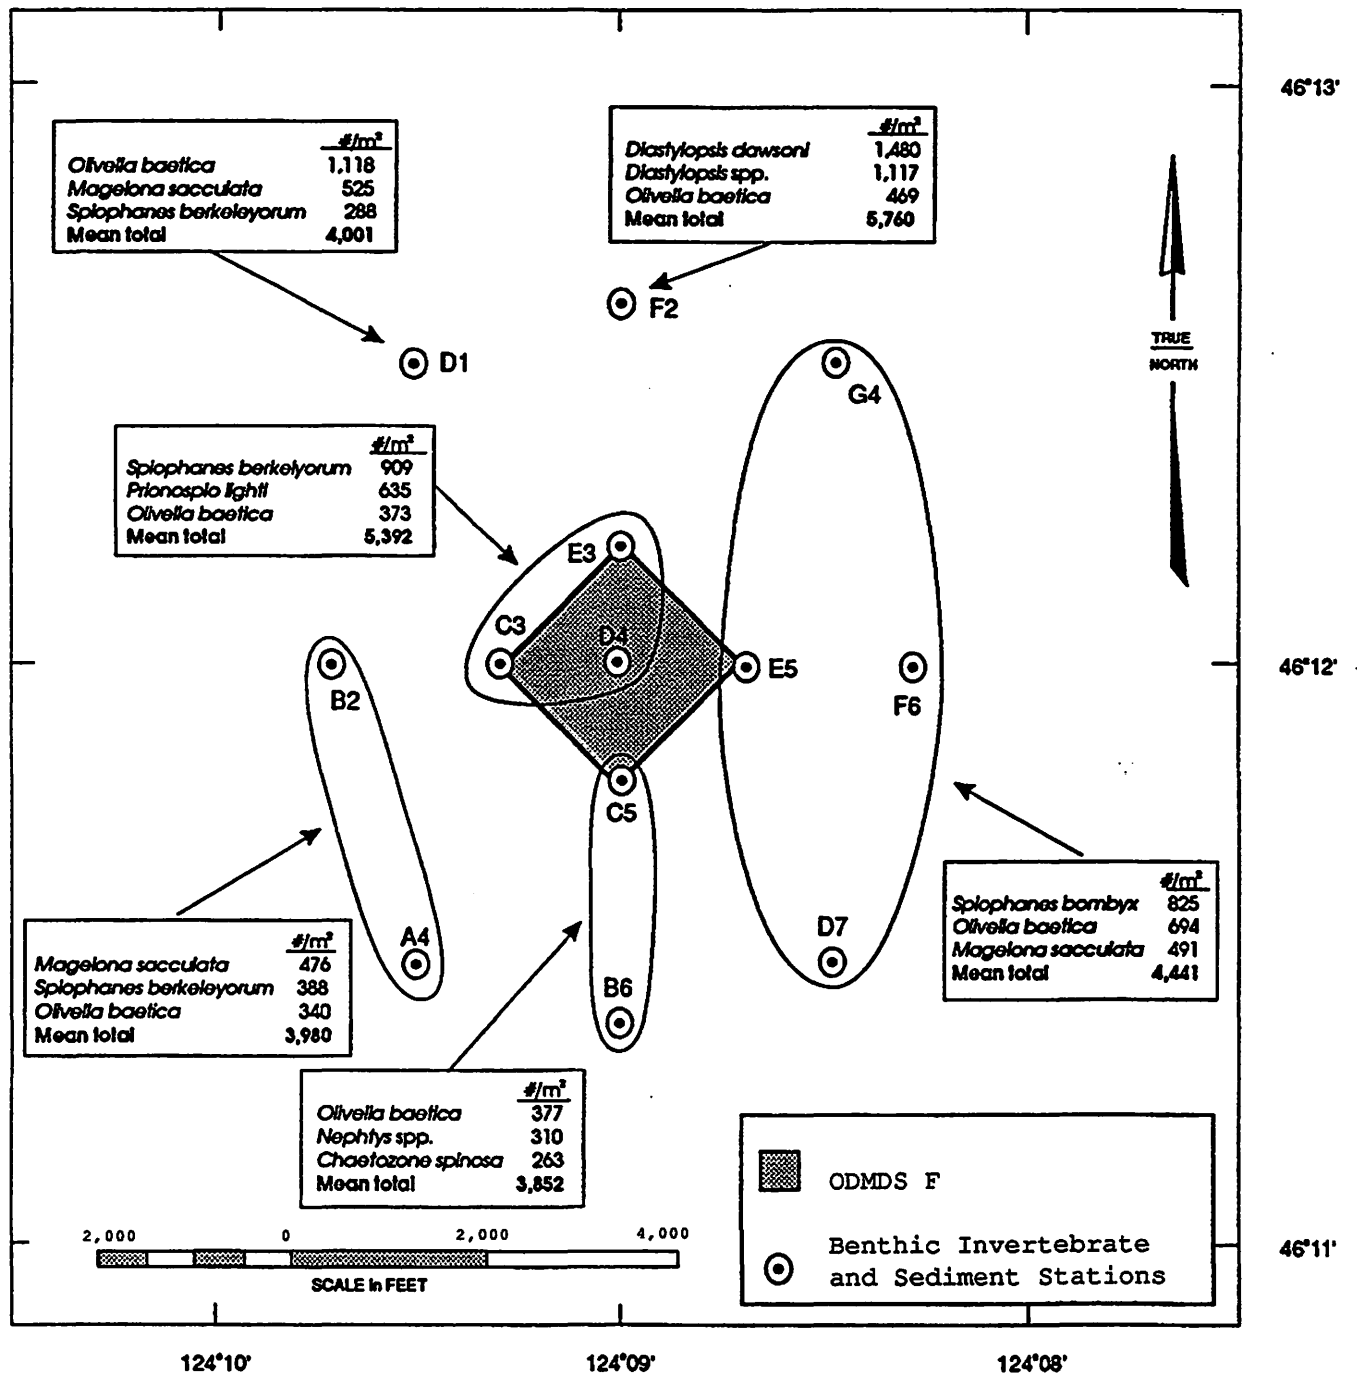 46°13'
#/m²
Olivella baetica 1,118
Magelona sacculata 525
Spiophanes berkeleyorum 288
Mean total 4,001
#/m²
Diastylopsis dawsoni 1,480
Diastylopsis spp. 1,117
Olivella baetica 469
Mean total 5,760
F2
D1
TRUE
NORTH
G4
#/m²
Spiophanes berkelyorum 909
Prionospio lighti 635
Olivella baetica 373
Mean total 5,392
E3
C3
D4
E5
46°12'
B2
F6
C5
#/m²
Spiophanes bombyx 825
Olivella baetica 694
Magelona sacculata 491
Mean total 4,441
D7
A4
#/m²
Magelona sacculata 476
Spiophanes berkeleyorum 388
Olivella baetica 340
Mean total 3,980
B6
#/m²
Olivella baetica 377
Nephtys spp. 310
Chaetozone spinosa 263
Mean total 3,852
ODMDS F
Benthic Invertebrate
and Sediment Stations
2,000 0 2,000 4,000
SCALE in FEET
46°11'
124°10' 124°09' 124°08'